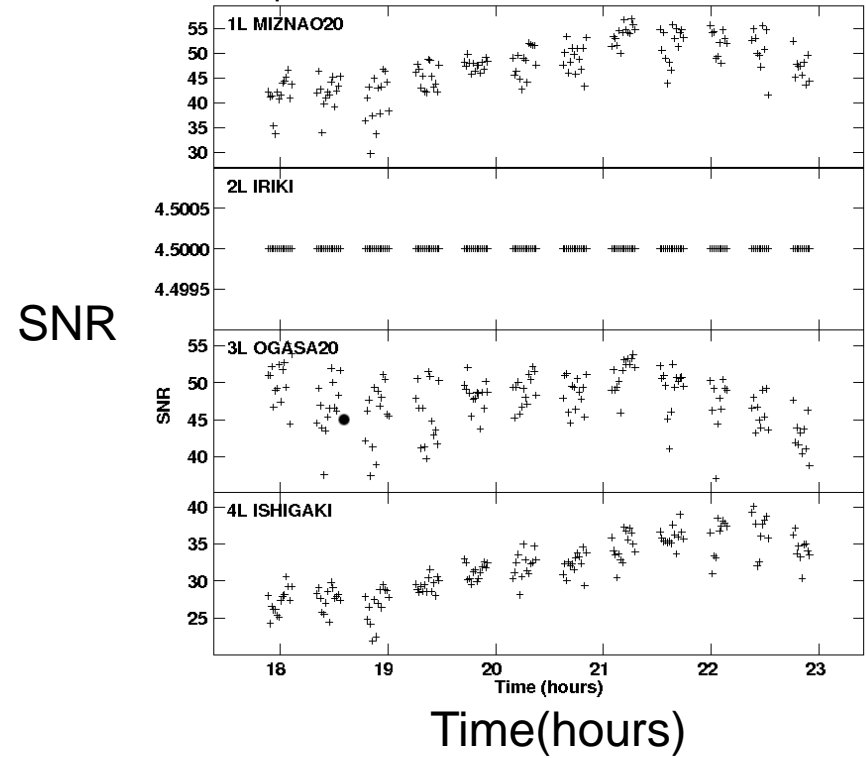 1L MIZNAO20
55
50
45
40
35
30
2L IRIKI
4.5005
4.5000
4.4995
SNR
3L OGASA20
55
50
45
40
SNR
4L ISHIGAKI
40
35
30
25
18 19 20 21 22 23
Time (hours)
Time(hours)